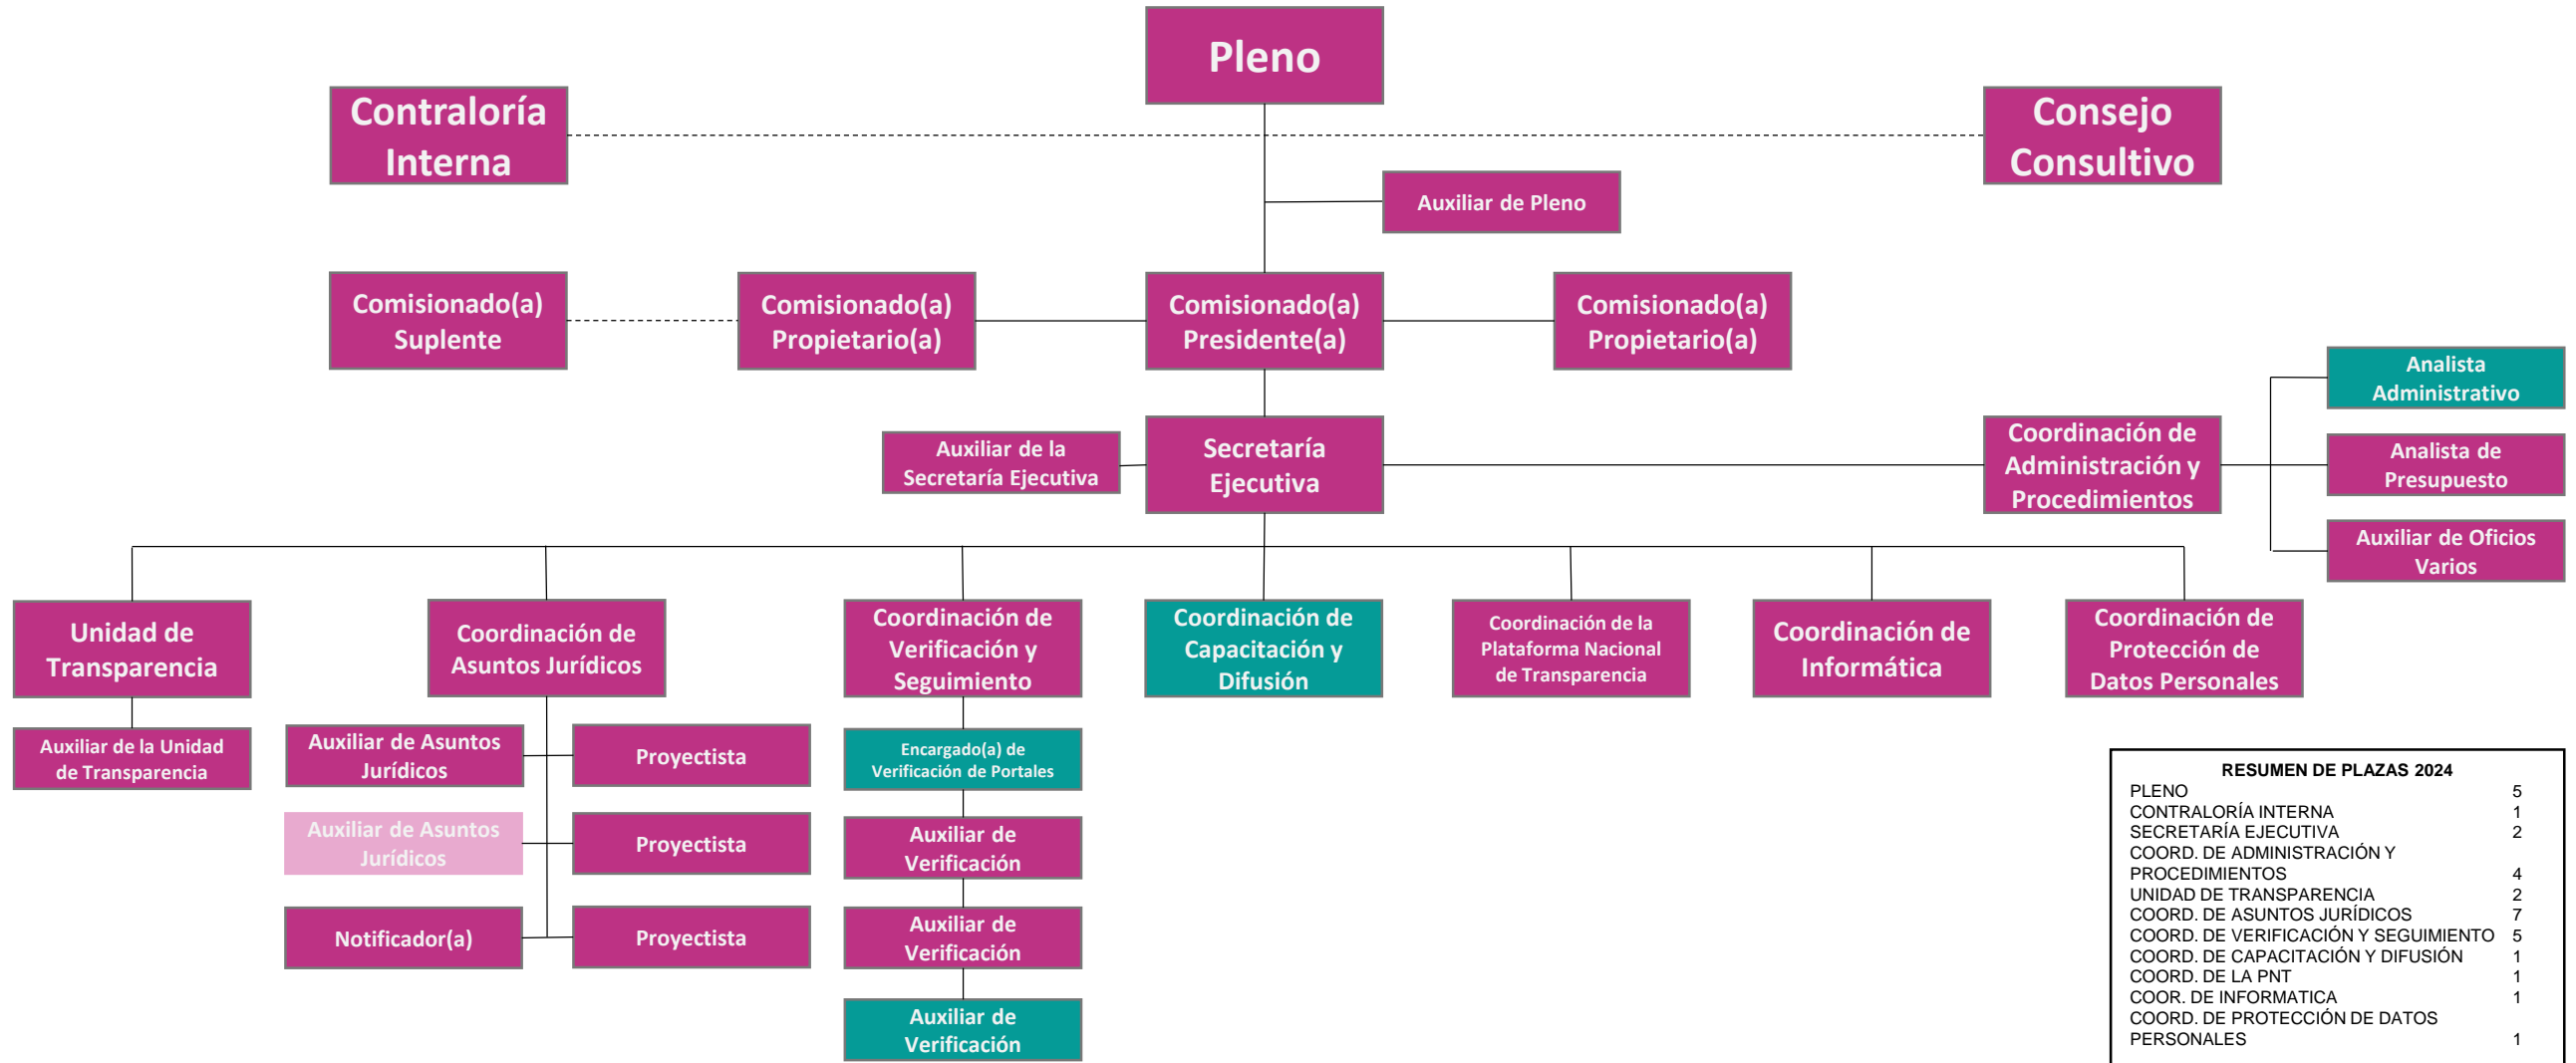 Pleno
Contraloría
Interna
Consejo
Consultivo
Auxiliar de Pleno
Comisionado(a)
Suplente
Comisionado(a)
Propietario(a)
Comisionado(a)
Presidente(a)
Comisionado(a)
Propietario(a)
Analista
Administrativo
Auxiliar de la
Secretaría Ejecutiva
Secretaría
Ejecutiva
Coordinación de
Administración y
Procedimientos
Analista de
Presupuesto
Auxiliar de Oficios
Varios
Unidad de
Transparencia
Coordinación de
Asuntos Jurídicos
Coordinación de
Verificación y
Seguimiento
Coordinación de
Capacitación y
Difusión
Coordinación de la
Plataforma Nacional
de Transparencia
Coordinación de
Informática
Coordinación de
Protección de
Datos Personales
Auxiliar de la Unidad
de Transparencia
Auxiliar de Asuntos
Jurídicos
Proyectista
Encargado(a) de
Verificación de Portales
Auxiliar de Asuntos
Jurídicos
Proyectista
Auxiliar de
Verificación
Notificador(a)
Proyectista
Auxiliar de
Verificación
Auxiliar de
Verificación
RESUMEN DE PLAZAS 2024
PLENO 5
CONTRALORÍA INTERNA 1
SECRETARÍA EJECUTIVA 2
COORD. DE ADMINISTRACIÓN Y
PROCEDIMIENTOS 4
UNIDAD DE TRANSPARENCIA 2
COORD. DE ASUNTOS JURÍDICOS 7
COORD. DE VERIFICACIÓN Y SEGUIMIENTO 5
COORD. DE CAPACITACIÓN Y DIFUSIÓN 1
COORD. DE LA PNT 1
COOR. DE INFORMATICA 1
COORD. DE PROTECCIÓN DE DATOS
PERSONALES 1